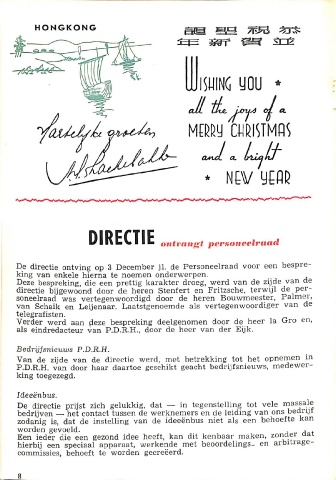 HONGKONG
恭祝聖誕
並賀新年
WISHING YOU *
all the joys of a
MERRY CHRISTMAS
and a bright
* NEW YEAR
Hartelijke groeten
DIRECTIE ontvangt personeelraad
De directie ontving op 3 December jl. de Personeelraad voor een bespre-
king van enkele hierna te noemen onderwerpen.
Deze bespreking, die een prettig karakter droeg, werd van de zijde van de
directie bijgewoond door de heren Stenfert en Fritzsche, terwijl de per-
soneelraad was vertegenwoordigd door de heren Bouwmeester, Palmer,
van Schaik en Leijenaar. Laatstgenoemde als vertegenwoordiger van de
telegrafisten.
Verder werd aan deze bespreking deelgenomen door de heer la Gro en,
als eindredacteur van P.D.R.H., door de heer van der Eijk.
Bedrijfsnieuws P.D.R.H.
Van de zijde van de directie werd, met betrekking tot het opnemen in
P.D.R.H. van door haar daartoe geschikt geacht bedrijfsnieuws, medewer-
king toegezegd.
Ideeënbus.
De directie prijst zich gelukkig, dat — in tegenstelling tot vele massale
bedrijven — het contact tussen de werknemers en de leiding van ons bedrijf
zodanig is, dat de instelling van de ideeënbus niet als een behoefte kan
worden gevoeld.
Een ieder die een gezond idee heeft, kan dit kenbaar maken, zonder dat
hierbij een speciaal apparaat, werkende met beoordelings- en arbitrage-
commissies, behoeft te worden gecreëerd.
8